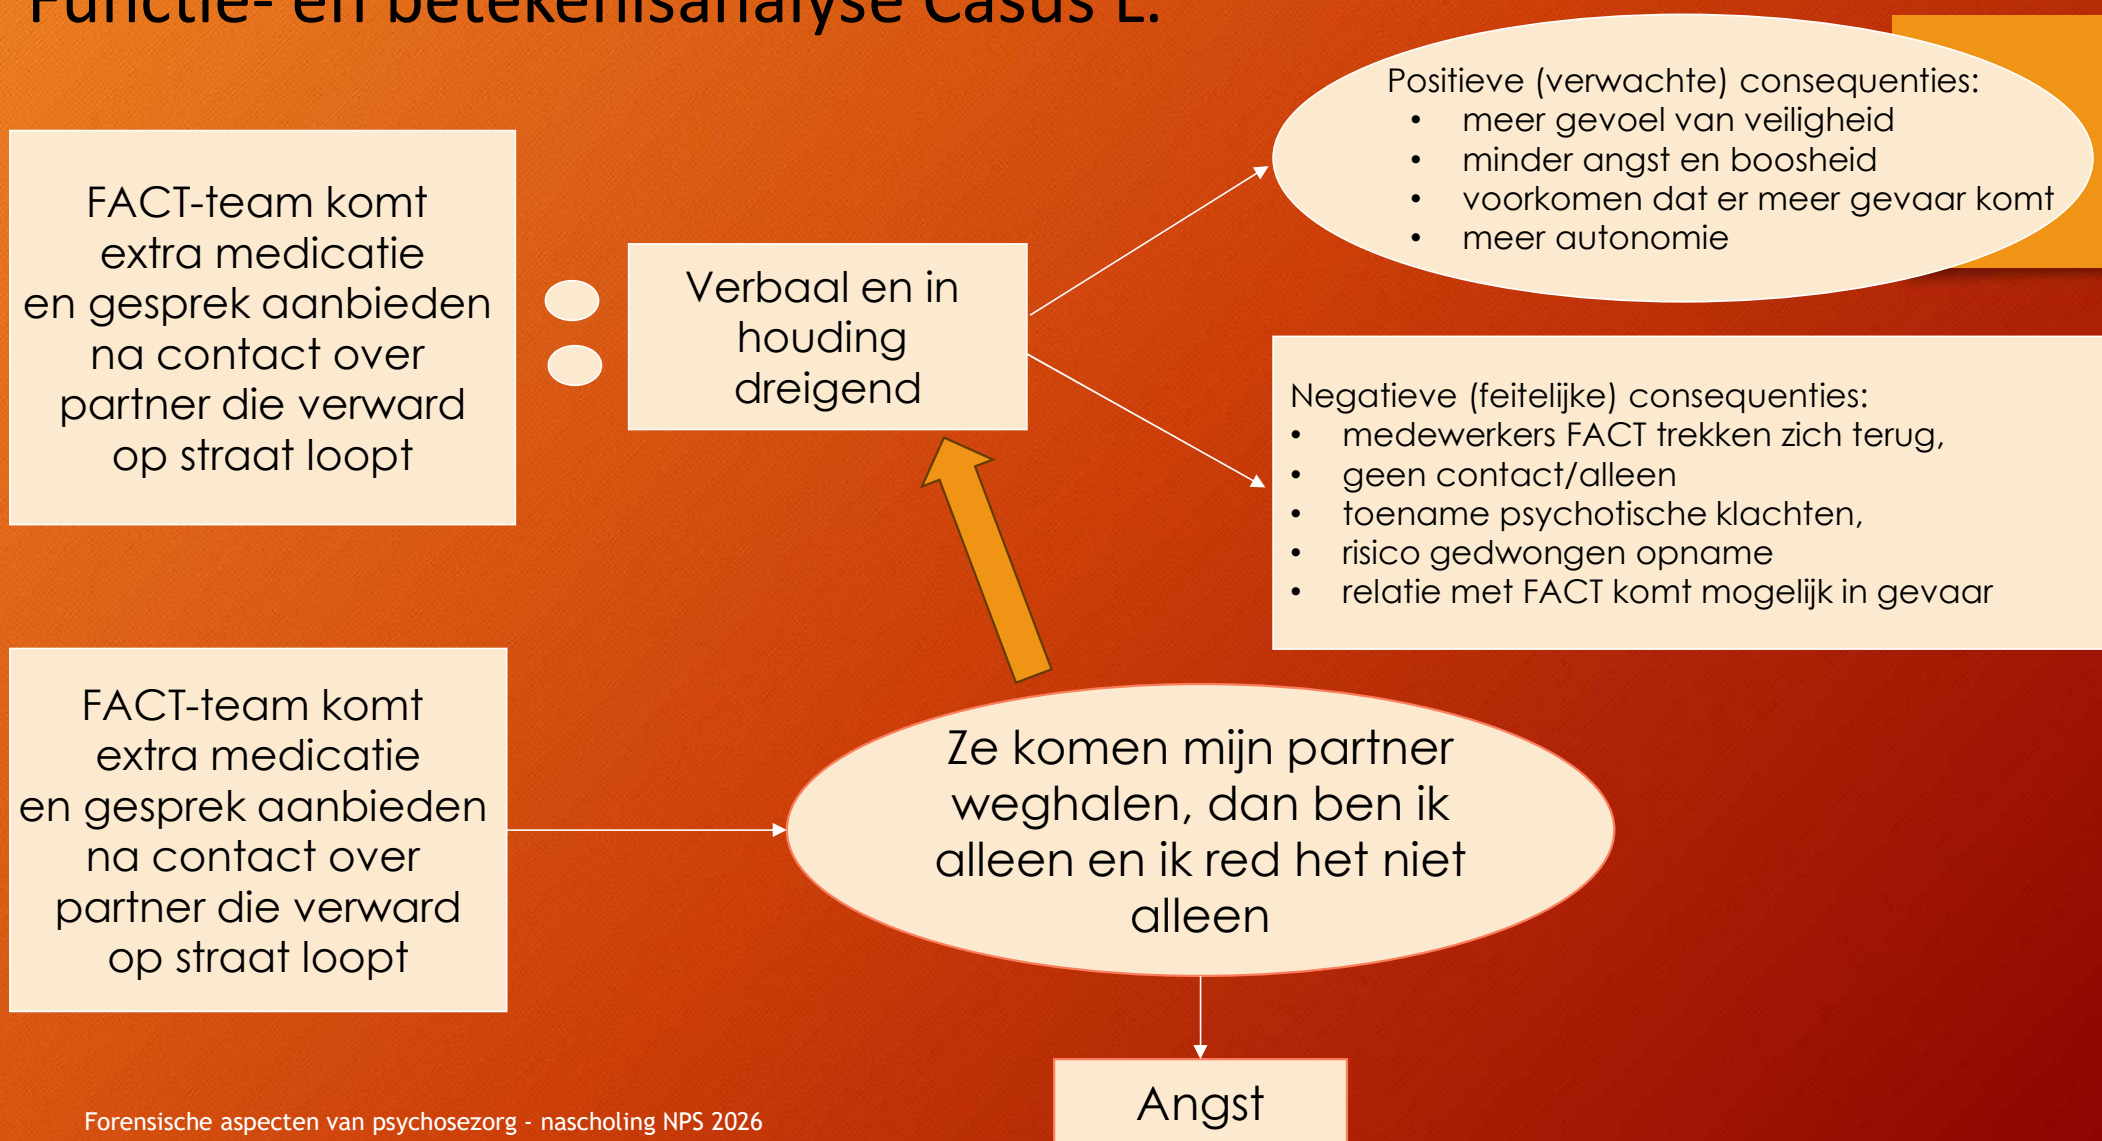 Functie- en betekenisanalyse Casus E.
FACT-team komt
extra medicatie
en gesprek aanbieden
na contact over
partner die verward
op straat loopt
Verbaal en in
houding
dreigend
Positieve (verwachte) consequenties:
• meer gevoel van veiligheid
• minder angst en boosheid
• voorkomen dat er meer gevaar komt
• meer autonomie
Negatieve (feitelijke) consequenties:
• medewerkers FACT trekken zich terug,
• geen contact/alleen
• toename psychotische klachten,
• risico gedwongen opname
• relatie met FACT komt mogelijk in gevaar
FACT-team komt
extra medicatie
en gesprek aanbieden
na contact over
partner die verward
op straat loopt
Ze komen mijn partner
weghalen, dan ben ik
alleen en ik red het niet
alleen
Angst
Forensische aspecten van psychosezorg - nascholing NPS 2026